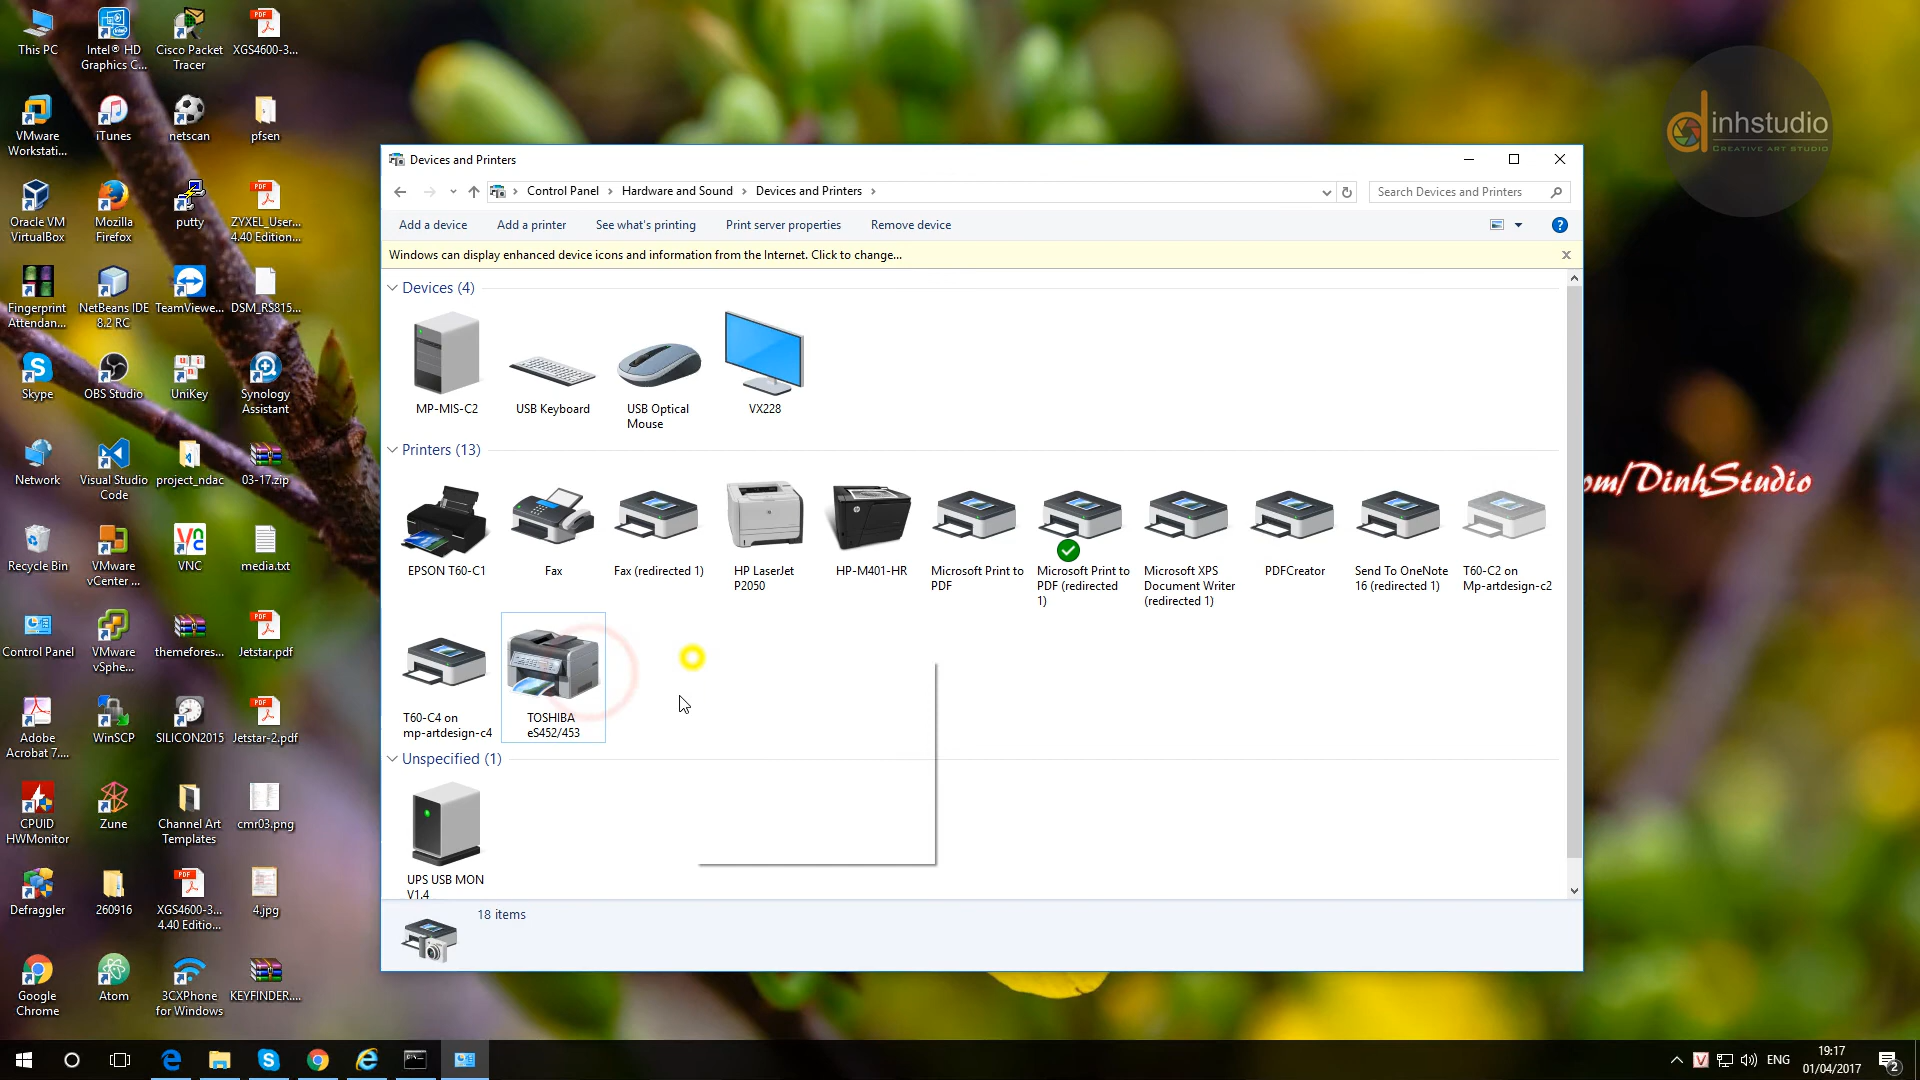 This PC
Intel® HD
Graphics C...
Cisco Packet
Tracer
XGS4600-3...
VMware
Workstati...
iTunes
netscan
pfsen
Oracle VM
VirtualBox
Mozilla
Firefox
putty
ZYXEL_User...
4.40 Edition...
Fingerprint
Attendan...
NetBeans IDE
8.2 RC
TeamViewe...
DSM_RS815...
Skype
OBS Studio
UniKey
Synology
Assistant
Network
Visual Studio
Code
project_ndac
03-17.zip
Recycle Bin
VMware
vCenter ...
VNC
media.txt
Control Panel
VMware
vSphe...
themefores...
Jetstar.pdf
Adobe
Acrobat 7....
WinSCP
SILICON2015
Jetstar-2.pdf
CPUID
HWMonitor
Zune
Channel Art
Templates
cmr03.png
Defraggler
260916
XGS4600-3...
4.40 Editio...
4.jpg
Google
Chrome
Atom
3CXPhone
for Windows
KEYFINDER....
Devices and Printers
Control Panel
Hardware and Sound
Devices and Printers
Search Devices and Printers
Add a device
Add a printer
See what's printing
Print server properties
Remove device
Windows can display enhanced device icons and information from the Internet. Click to change...
Devices (4)
MP-MIS-C2
USB Keyboard
USB Optical
Mouse
VX228
Printers (13)
EPSON T60-C1
Fax
Fax (redirected 1)
HP LaserJet
P2050
HP-M401-HR
Microsoft Print to
PDF
Microsoft Print to
PDF (redirected
1)
Microsoft XPS
Document Writer
(redirected 1)
PDFCreator
Send To OneNote
16 (redirected 1)
T60-C2 on
Mp-artdesign-c2
T60-C4 on
mp-artdesign-c4
TOSHIBA
eS452/453
Unspecified (1)
UPS USB MON
V1.4
18 items
dinhstudio
CREATIVE ART STUDIO
om/DinhStudio
ENG
19:17
01/04/2017
2